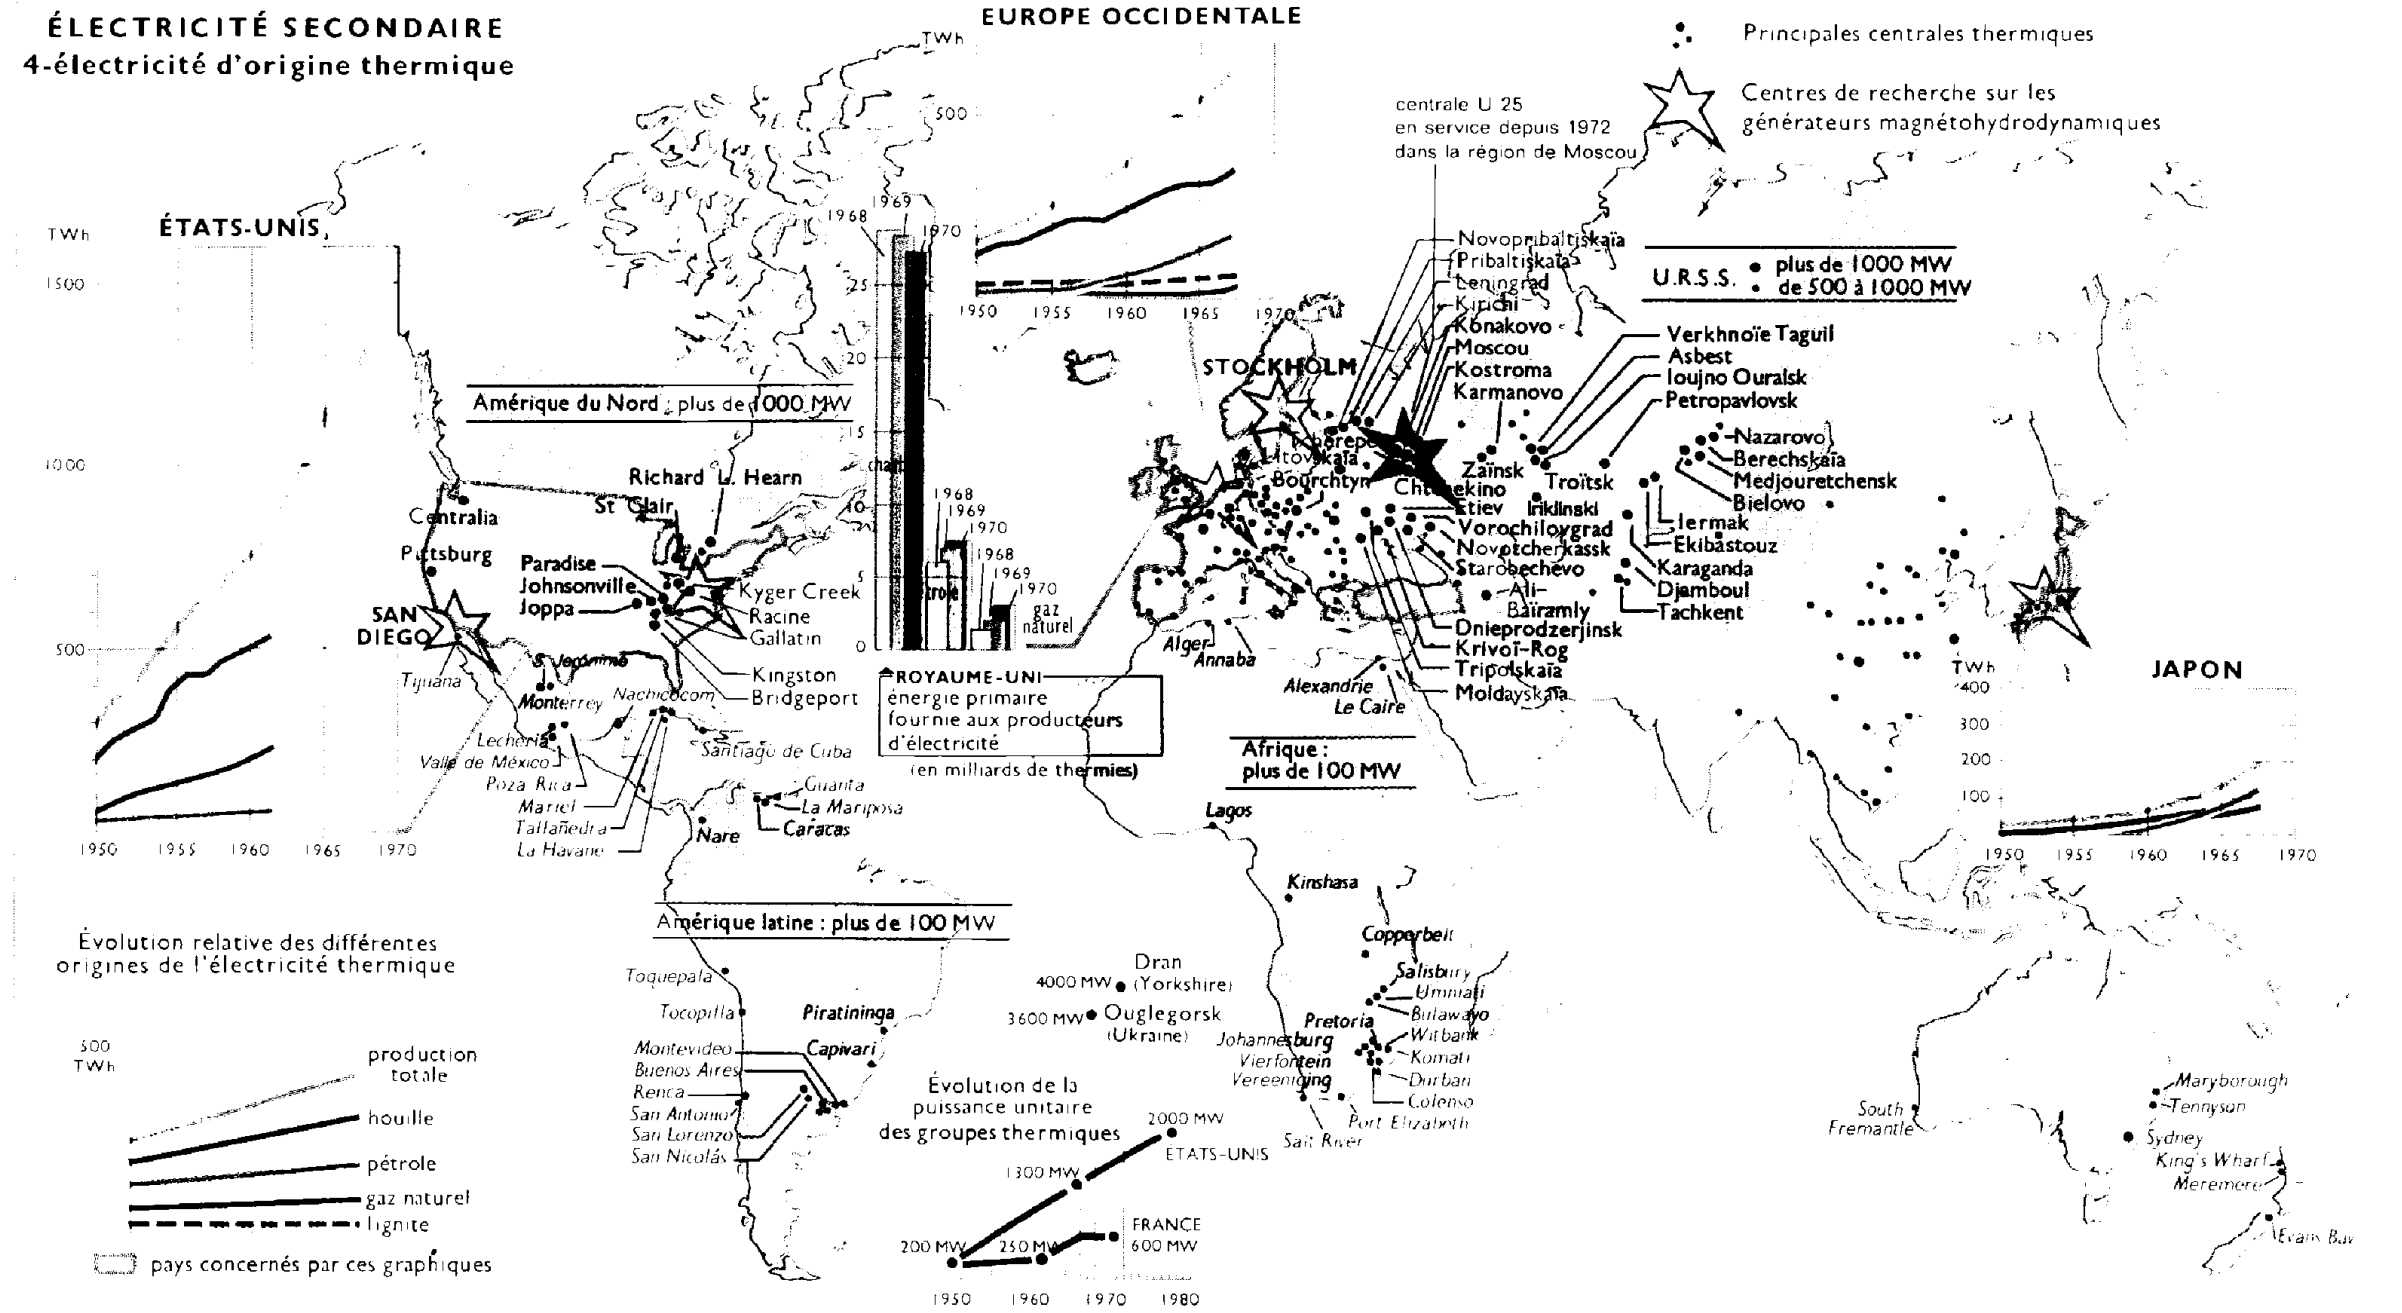 ÉLECTRICITÉ SECONDAIRE
4-électricité d'origine thermique
EUROPE OCCIDENTALE
TWh
500
1950
1955
1960
1965
1970
Principales centrales thermiques
Centres de recherche sur les
générateurs magnétohydrodynamiques
centrale U 25
en service depuis 1972
dans la région de Moscou
ÉTATS-UNIS
TWh
1500
1000
500
1950
1955
1960
1965
1970
Amérique du Nord : plus de 1000 MW
Richard L. Hearn
St Clair
Centralia
Pittsburg
Paradise
Johnsonville
Joppa
SAN
DIEGO
Kyger Creek
Racine
Gallatin
Kingston
Bridgeport
Tijuana
S. Jerónimo
Monterrey
Nachicocom
Lecheria
Valle de México
Poza Rica
Mariel
Tallañedra
La Havane
Santiago de Cuba
Guanta
La Mariposa
Caracas
Nare
1968
1969
1970
25
20
15
10
5
0
1968
1969
1970
1968
1969
1970
gaz
naturel
ROYAUME-UNI
énergie primaire
fournie aux producteurs
d'électricité
(en milliards de thermies)
STOCKHOLM
Novopribaltiskaïa
Pribaltiskaïa
Leningrad
Kirichi
Konakovo
Moscou
Kostroma
Karmanovo
U.R.S.S.
plus de 1000 MW
de 500 à 1000 MW
Verkhnoïe Taguil
Asbest
Ioujno Ouralsk
Petropavlovsk
Nazarovo
Berechskaïa
Medjouretchensk
Bielovo
Litovskaïa
Bourchtyn
Zaïnsk
Troïtsk
Iriklinski
Etiev
Vorochilovgrad
Novotcherkassk
Starobechevo
Iermak
Ekibastouz
Karaganda
Djamboul
Tachkent
Ali-
Baïramly
Dnieprodzerjinsk
Krivoï-Rog
Tripolskaïa
Moldavskaïa
Alger
Annaba
Alexandrie
Le Caire
Afrique :
plus de 100 MW
Lagos
Kinshasa
Copperbelt
Salisbury
Umniati
Bulawayo
Pretoria
Witbank
Johannesburg
Vierfontein
Vereeniging
Komati
Durban
Colenso
Port Elizabeth
Salt River
JAPON
TWh
400
300
200
100
1950
1955
1960
1965
1970
Amérique latine : plus de 100 MW
Toquepala
Tocopilla
Piratininga
Capivari
Montevideo
Buenos Aires
Renca
San Antonio
San Lorenzo
San Nicolás
Dran
4000 MW
(Yorkshire)
3600 MW
Ouglegorsk
(Ukraine)
Évolution de la
puissance unitaire
des groupes thermiques
2000 MW
ETATS-UNIS
1300 MW
200 MW
250 MW
FRANCE
600 MW
1950
1960
1970
1980
South
Fremantle
Maryborough
Tennyson
Sydney
King's Wharf
Meremere
Evans Bay
Évolution relative des différentes
origines de l'électricité thermique
500
TWh
production
totale
houille
pétrole
gaz naturel
lignite
pays concernés par ces graphiques